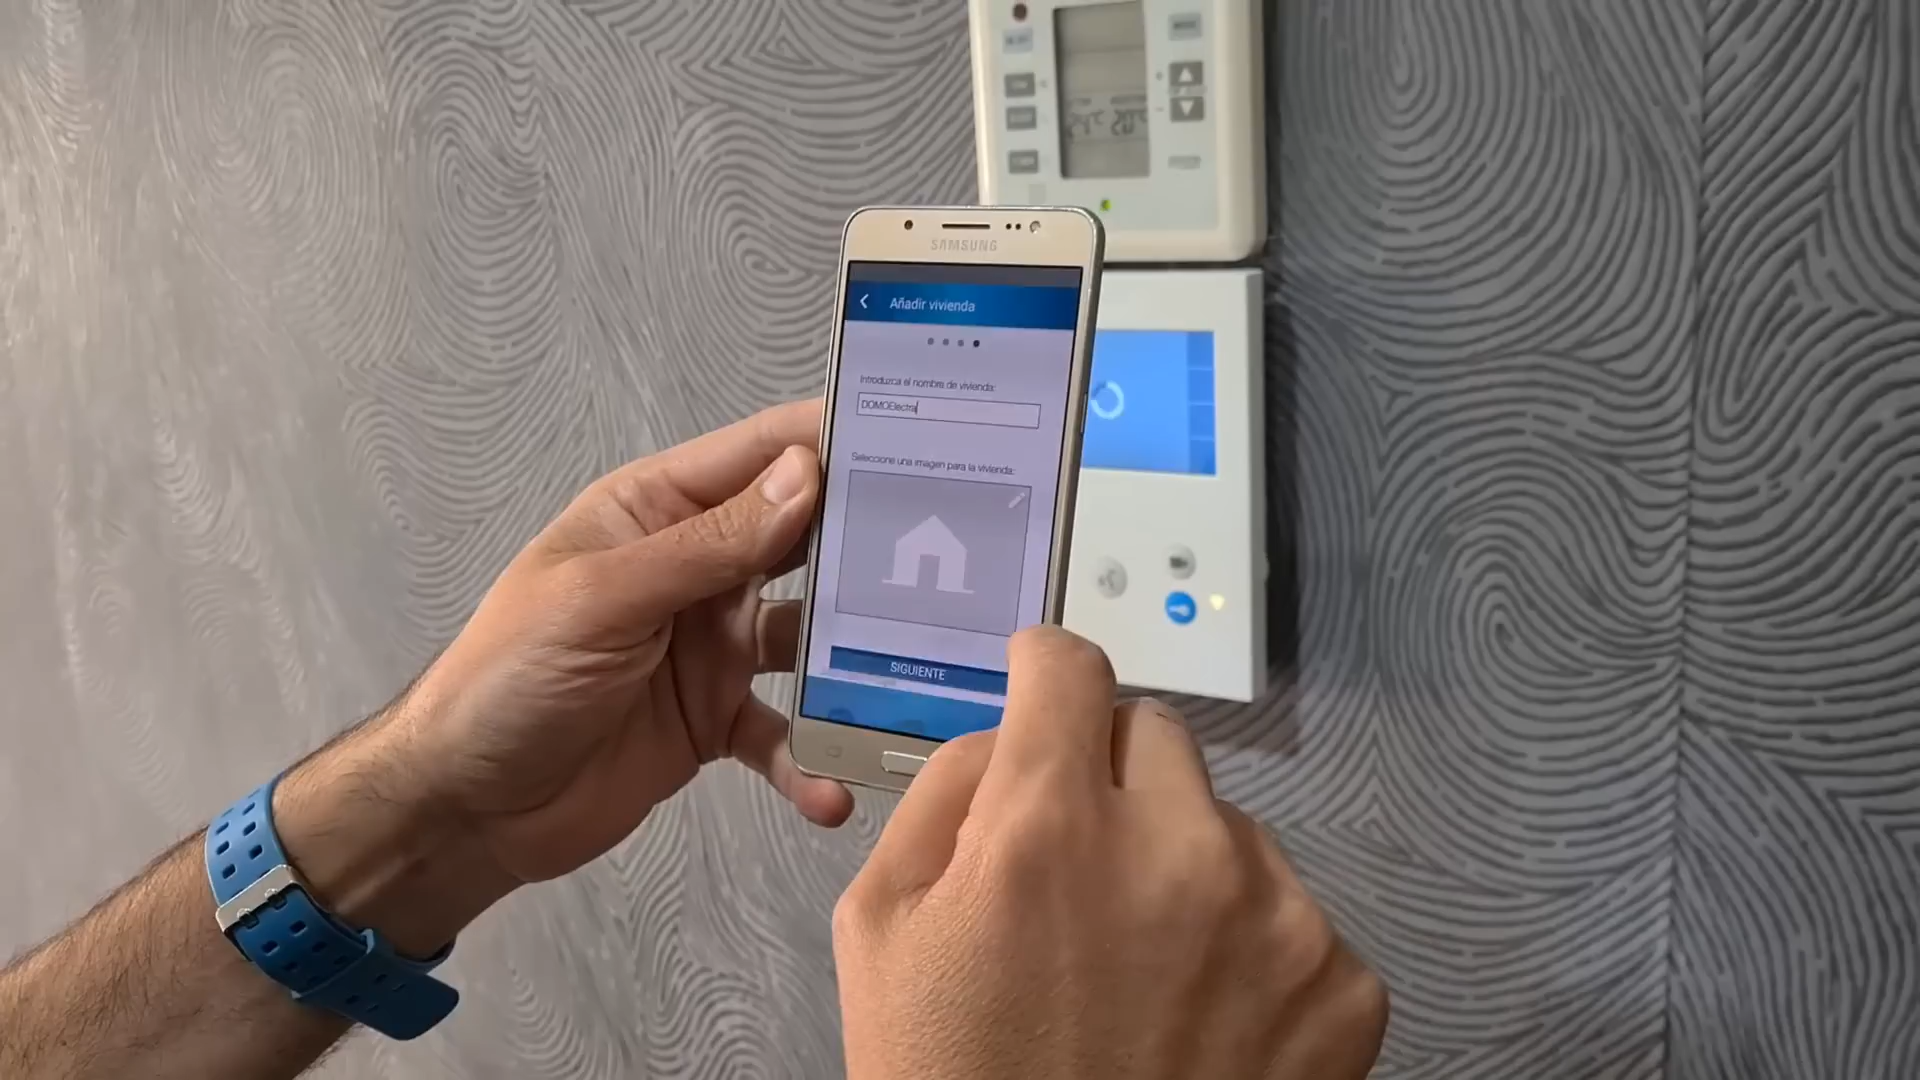 SAMSUNG
Añadir vivienda
Introduzca el nombre de vivienda:
DOMOElectra
Seleccione una imagen para la vivienda:
SIGUIENTE